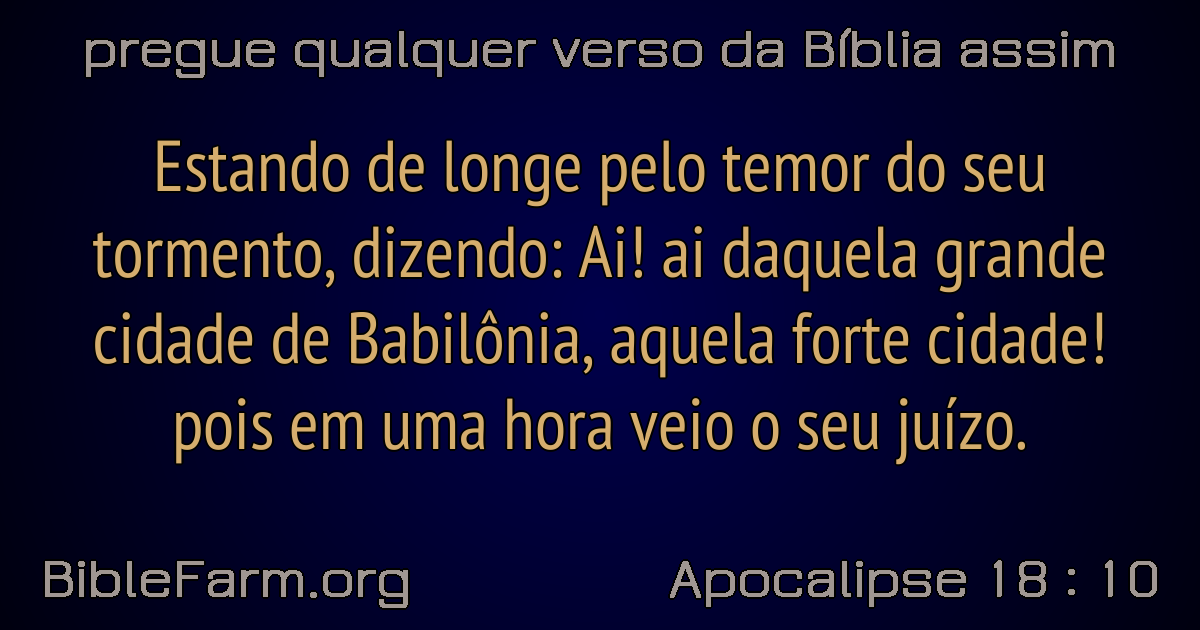 pregue qualquer verso da Bíblia assim
Estando de longe pelo temor do seu
tormento, dizendo: Ai! ai daquela grande
cidade de Babilônia, aquela forte cidade!
pois em uma hora veio o seu juízo.
BibleFarm.org
Apocalipse 18 : 10